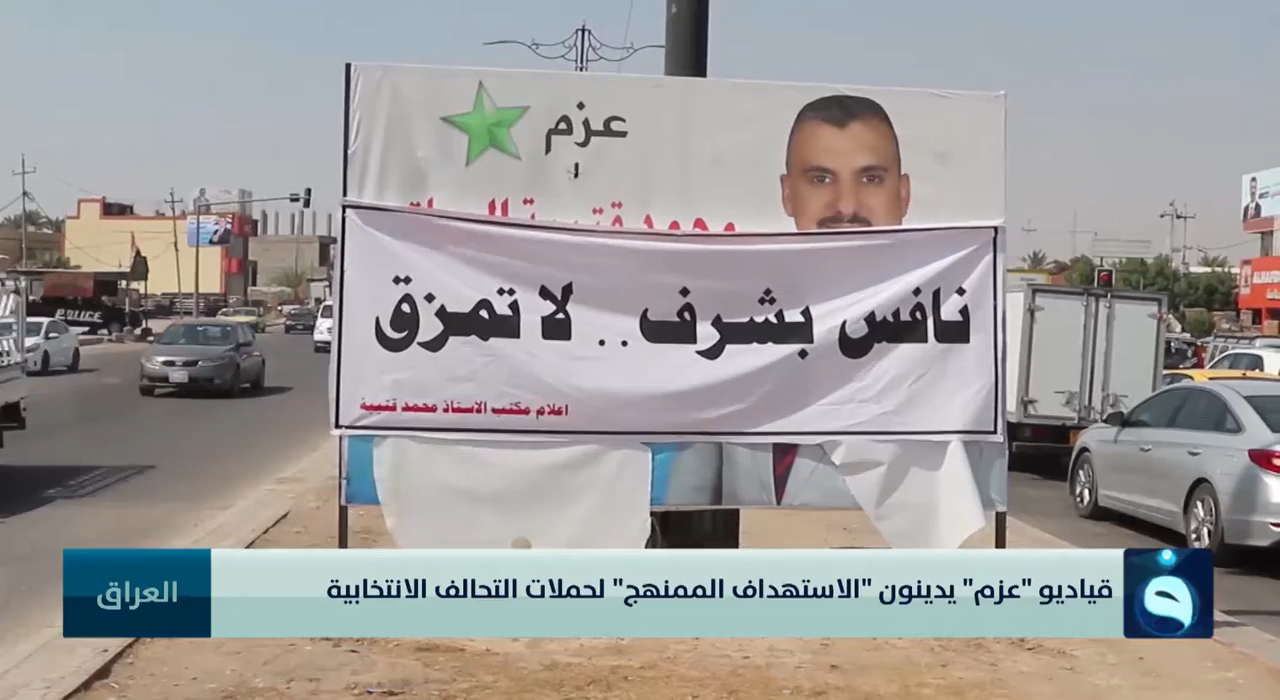 عزم
نافس بشرف.. لا تمزق
اعلام مكتب الاستاذ محمد قتيبة
POLICE
قياديو "عزم" يدينون "الاستهداف الممنهج" لحملات التحالف الانتخابية
العراق